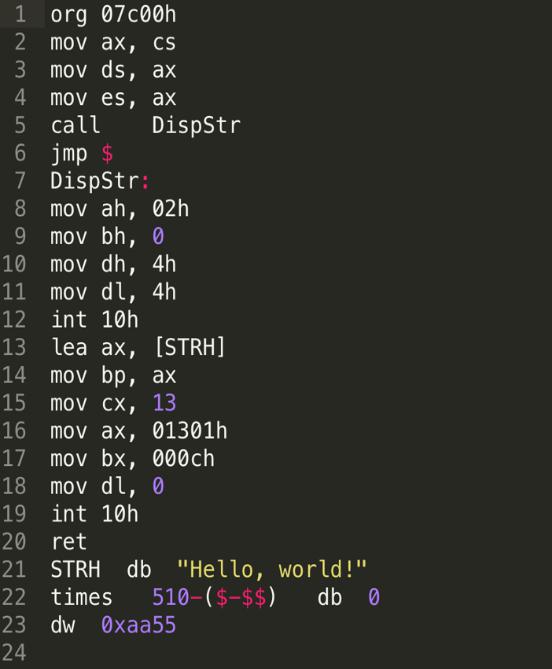 1 org 07c00h
2 mov ax, cs
3 mov ds, ax
4 mov es, ax
5 call    DispStr
6 jmp $
7 DispStr:
8 mov ah, 02h
9 mov bh, 0
10 mov dh, 4h
11 mov dl, 4h
12 int 10h
13 lea ax, [STRH]
14 mov bp, ax
15 mov cx, 13
16 mov ax, 01301h
17 mov bx, 000ch
18 mov dl, 0
19 int 10h
20 ret
21 STRH  db  "Hello, world!"
22 times   510-($-$$)   db  0
23 dw  0xaa55
24